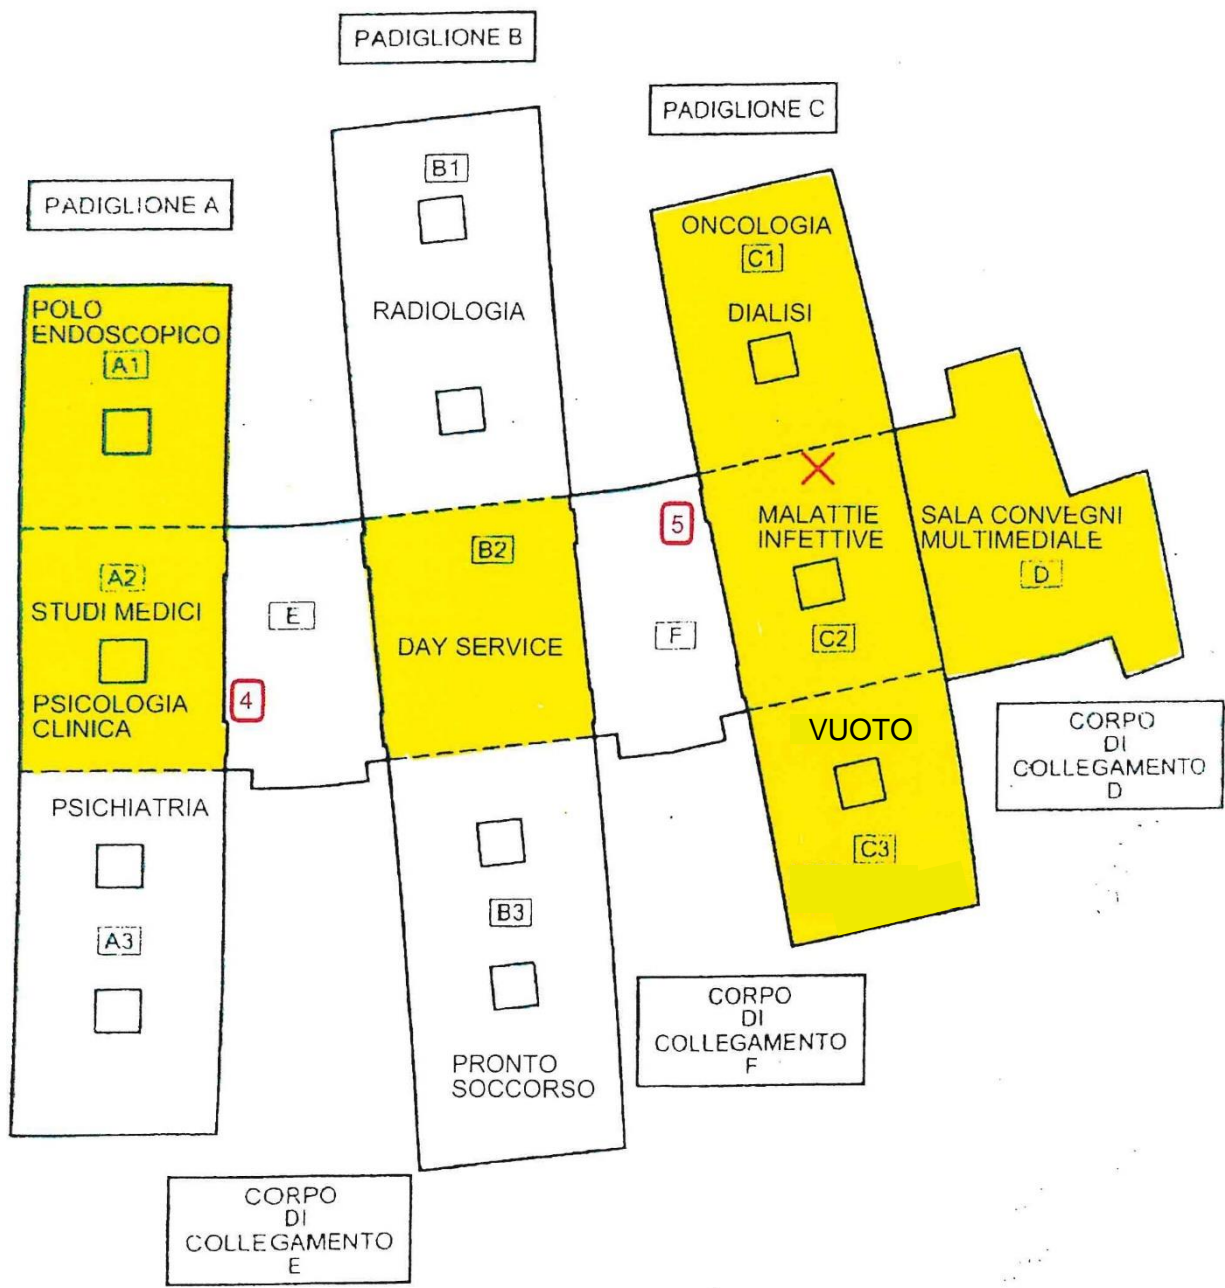 PADIGLIONE B
PADIGLIONE C
PADIGLIONE A
B1
RADIOLOGIA
ONCOLOGIA
C1
DIALISI
POLO
ENDOSCOPICO
A1
A2
STUDI MEDICI
PSICOLOGIA
CLINICA
4
E
B2
DAY SERVICE
5
F
MALATTIE
INFETTIVE
C2
SALA CONVEGNI
MULTIMEDIALE
D
VUOTO
C3
CORPO
DI
COLLEGAMENTO
D
PSICHIATRIA
A3
B3
PRONTO
SOCCORSO
CORPO
DI
COLLEGAMENTO
F
CORPO
DI
COLLEGAMENTO
E